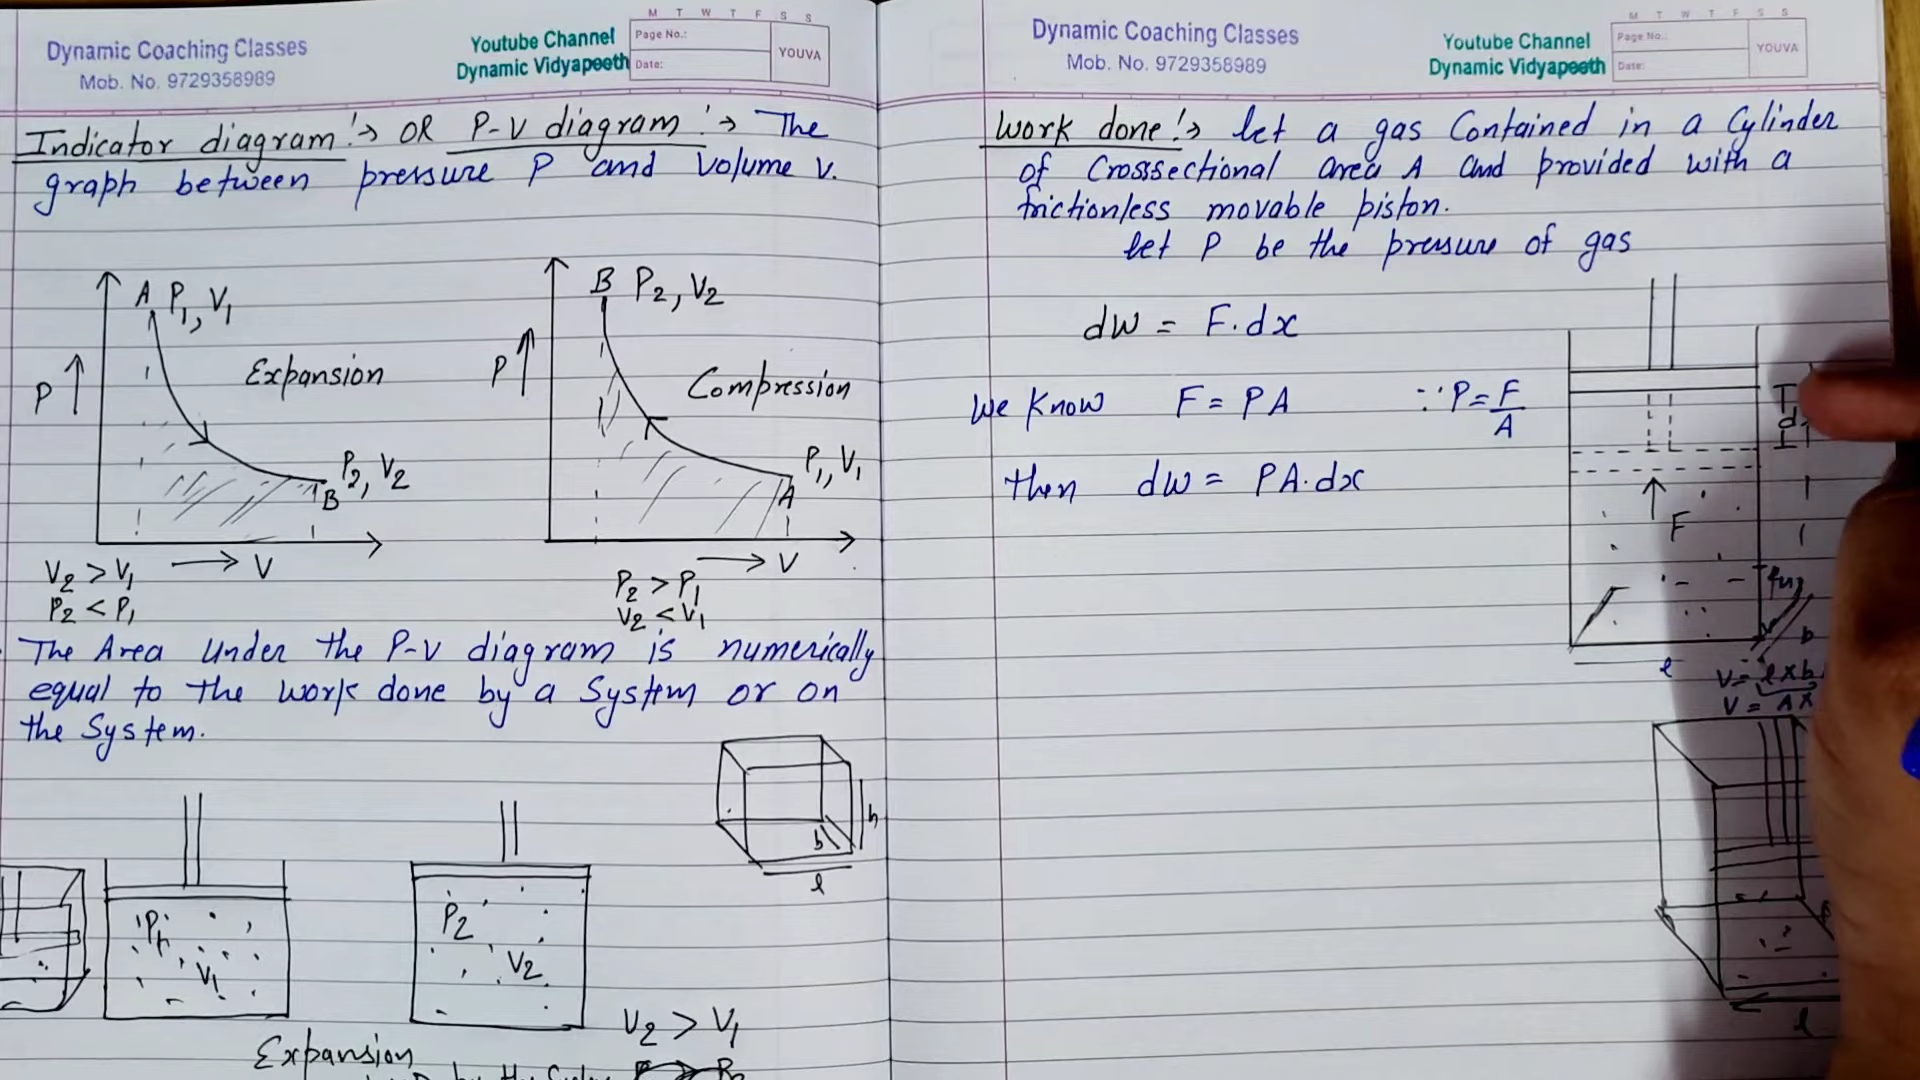 Dynamic Coaching Classes
Mob. No. 9729358989
Youtube Channel
Dynamic Vidyapeeth
M T W T F S S
Page No.:
Date:
YOUVA
Indicator diagram :→ OR P-V diagram :→ The
graph between pressure P and Volume V.
A P1, V1
Expansion
P
P2, V2
B
V
V2 > V1
P2 < P1
B P2, V2
P
Compression
P1, V1
A
V
P2 > P1
V2 < V1
The Area under the P-V diagram is numerically
equal to the work done by a System or on
the System.
h
b
l
P1
V1
P2
V2
V2 > V1
Expansion
Dynamic Coaching Classes
Mob. No. 9729358989
Youtube Channel
Dynamic Vidyapeeth
M T W T F S S
Page No.:
Date:
YOUVA
Work done :→ let a gas Contained in a Cylinder
of Crosssectional area A and provided with a
frictionless movable piston.
let P be the pressure of gas
dw = F.dx
We know F = PA ∵ P = F/A
then dw = PA.dx
F
b
l
V = l x b
V = A x
l